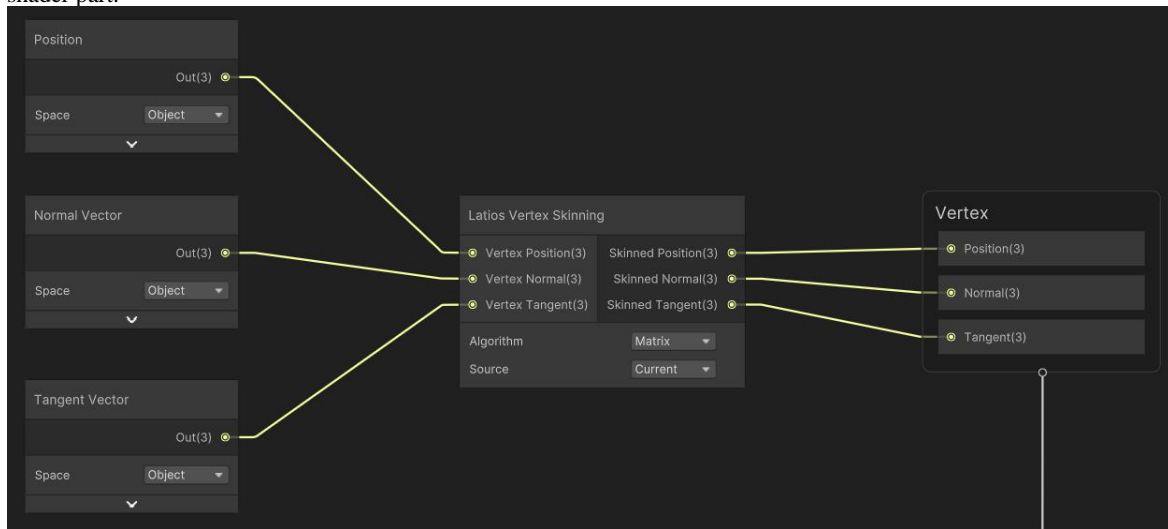 shader part.
Position
Out(3)
Space Object
Normal Vector
Out(3)
Space Object
Tangent Vector
Out(3)
Space Object
Latios Vertex Skinning
Vertex Position(3) Skinned Position(3)
Vertex Normal(3) Skinned Normal(3)
Vertex Tangent(3) Skinned Tangent(3)
Algorithm Matrix
Source Current
Vertex
Position(3)
Normal(3)
Tangent(3)